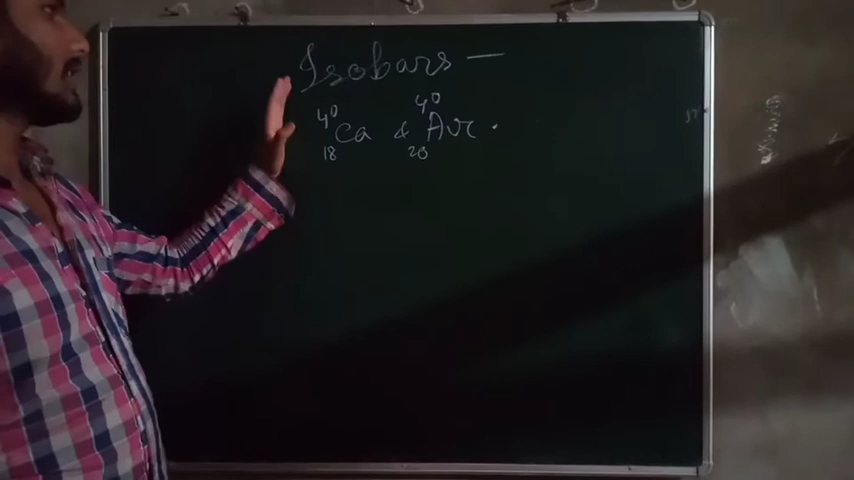 Isobars —
⁴⁰₁₈Ca & ⁴⁰₂₀Ar .